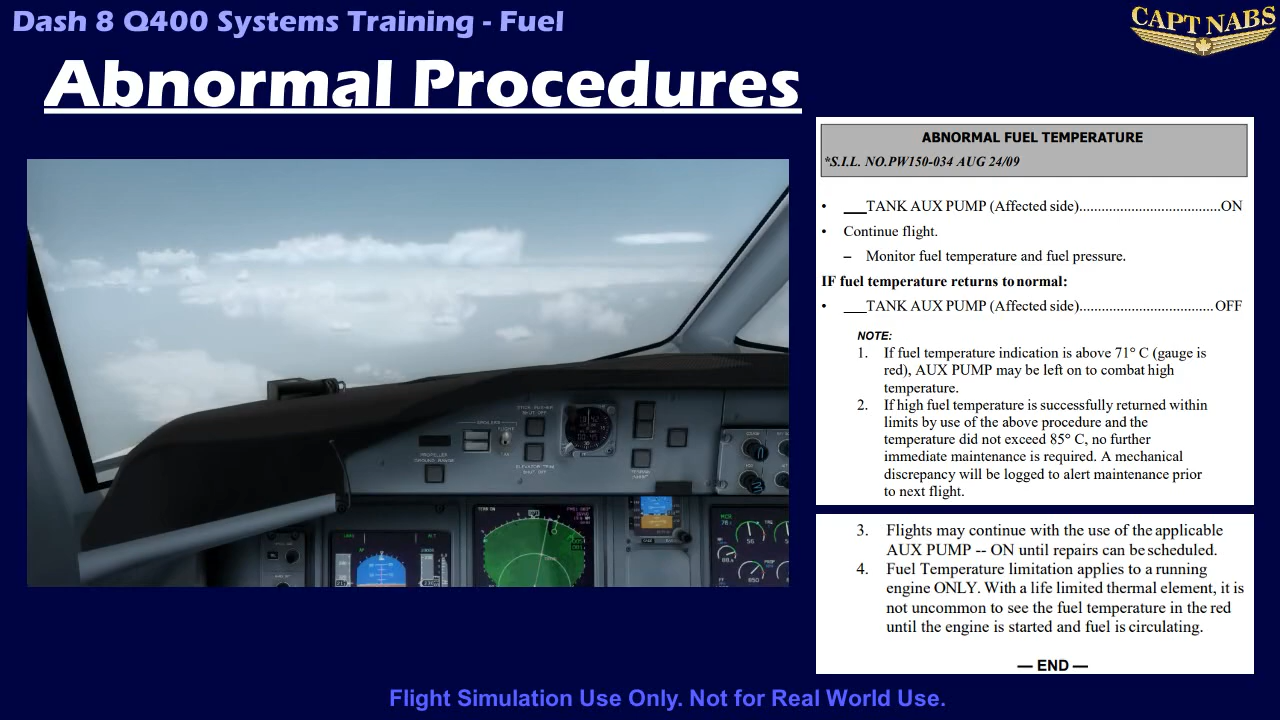 Dash 8 Q400 Systems Training - Fuel
CAPT NABS
Abnormal Procedures
ABNORMAL FUEL TEMPERATURE
*S.I.L. NO.PW150-034 AUG 24/09
• ___TANK AUX PUMP (Affected side)......................................ON
• Continue flight.
– Monitor fuel temperature and fuel pressure.
IF fuel temperature returns to normal:
• ___TANK AUX PUMP (Affected side)....................................OFF
NOTE:
1. If fuel temperature indication is above 71° C (gauge is
red), AUX PUMP may be left on to combat high
temperature.
2. If high fuel temperature is successfully returned within
limits by use of the above procedure and the
temperature did not exceed 85° C, no further
immediate maintenance is required. A mechanical
discrepancy will be logged to alert maintenance prior
to next flight.
3. Flights may continue with the use of the applicable
AUX PUMP -- ON until repairs can be scheduled.
4. Fuel Temperature limitation applies to a running
engine ONLY. With a life limited thermal element, it is
not uncommon to see the fuel temperature in the red
until the engine is started and fuel is circulating.
— END —
PROPELLER
GROUND RANGE
Flight Simulation Use Only. Not for Real World Use.